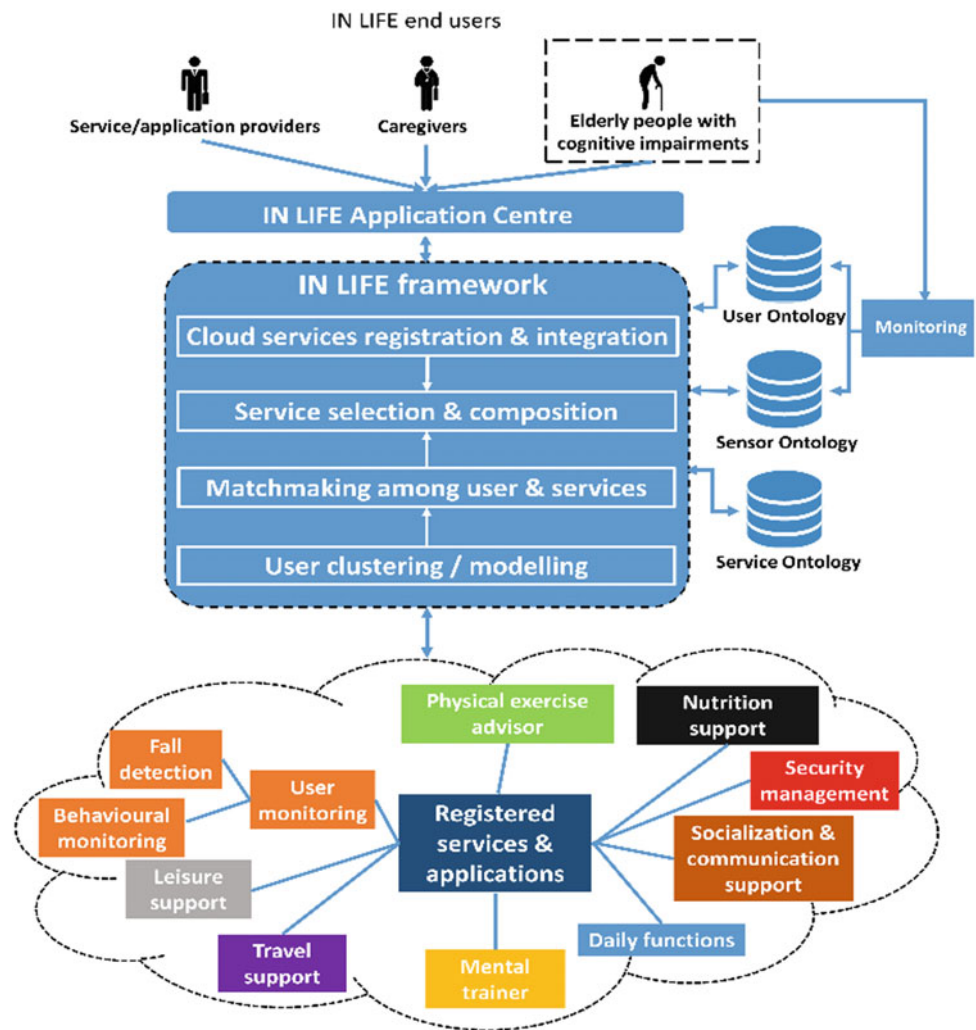 IN LIFE end users
Service/application providers
Caregivers
Elderly people with
cognitive impairments
IN LIFE Application Centre
IN LIFE framework
Cloud services registration & integration
Service selection & composition
Matchmaking among user & services
User clustering / modelling
User Ontology
Sensor Ontology
Service Ontology
Monitoring
Physical exercise
advisor
Nutrition
support
Fall
detection
User
monitoring
Behavioural
monitoring
Security
management
Registered
services &
applications
Socialization &
communication
support
Leisure
support
Travel
support
Mental
trainer
Daily functions